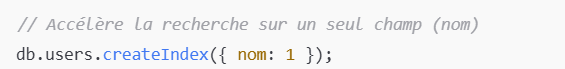 // Accélère la recherche sur un seul champ (nom)
db.users.createIndex({ nom: 1 });